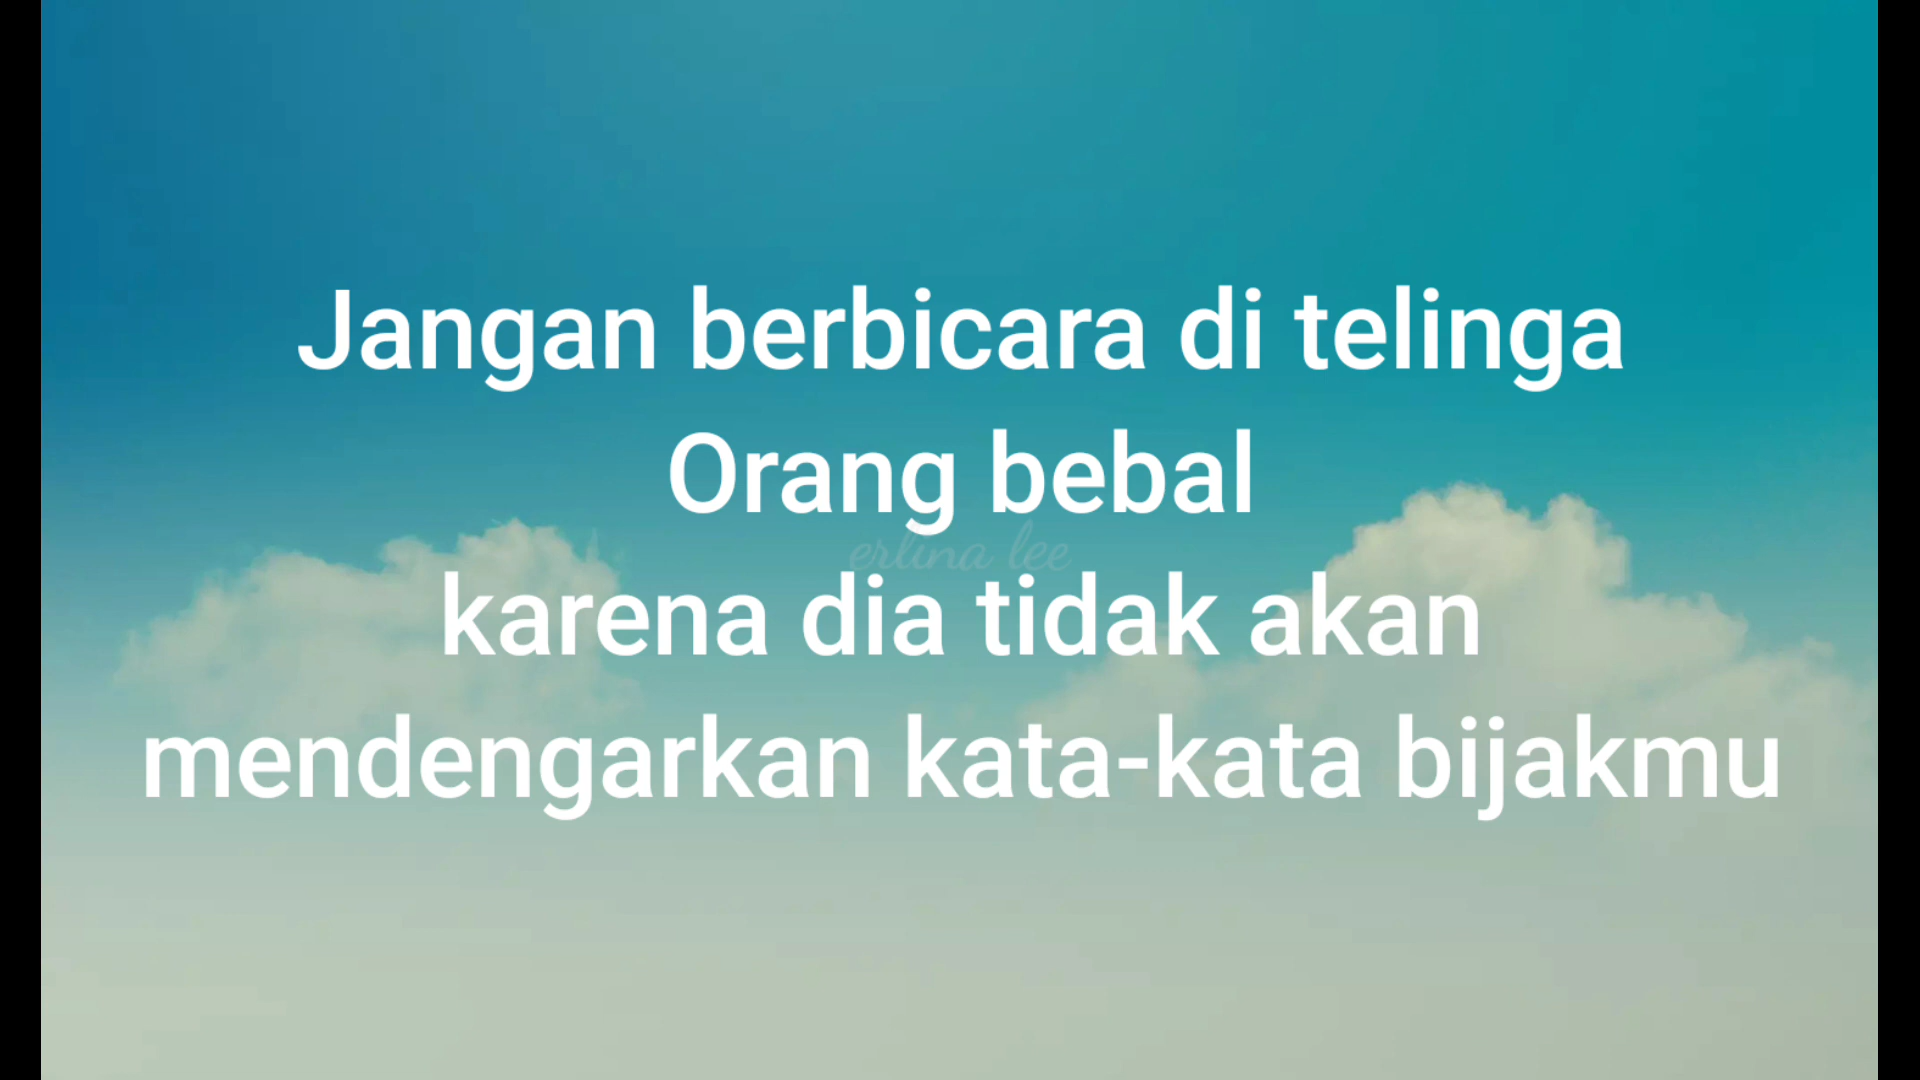 Jangan berbicara di telinga
Orang bebal
erlina lee
karena dia tidak akan
mendengarkan kata-kata bijakmu